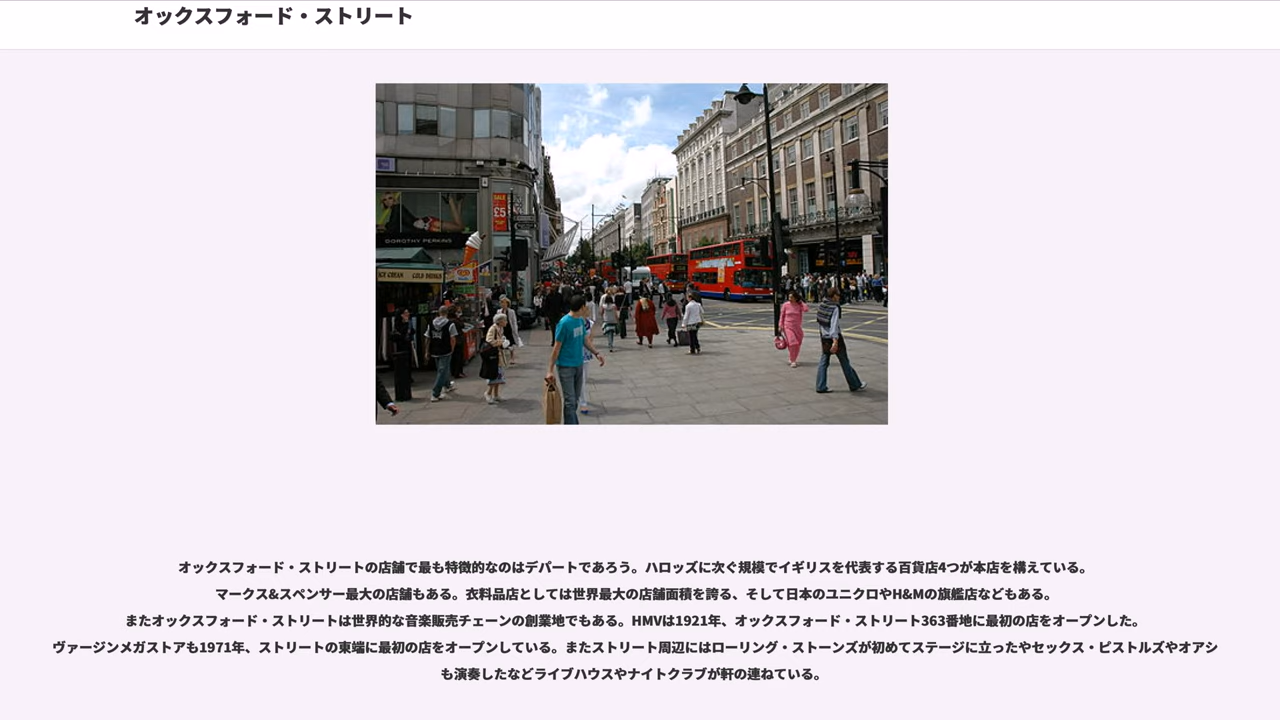 オックスフォード・ストリート
SALE
£5
DOROTHY PERKINS
ICE CREAM COLD DRINKS
オックスフォード・ストリートの店舗で最も特徴的なのはデパートであろう。ハロッズに次ぐ規模でイギリスを代表する百貨店4つが本店を構えている。
マークス&スペンサー最大の店舗もある。衣料品店としては世界最大の店舗面積を誇る、そして日本のユニクロやH&Mの旗艦店などもある。
またオックスフォード・ストリートは世界的な音楽販売チェーンの創業地でもある。HMVは1921年、オックスフォード・ストリート363番地に最初の店をオープンした。
ヴァージンメガストアも1971年、ストリートの東端に最初の店をオープンしている。またストリート周辺にはローリング・ストーンズが初めてステージに立ったやセックス・ピストルズやオアシ
も演奏したなどライブハウスやナイトクラブが軒の連ねている。